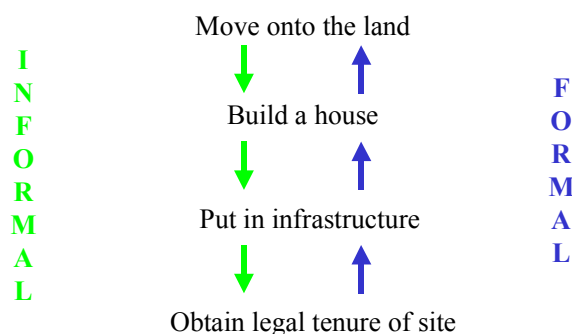 Move onto the land
INFORMAL
FORMAL
Build a house
Put in infrastructure
Obtain legal tenure of site